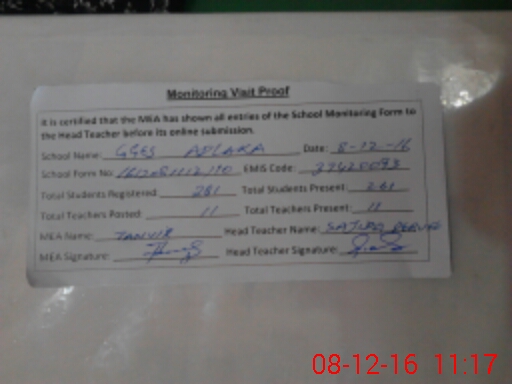 Monitoring Visit Proof
It is certified that the MEA has shown all entries of the School Monitoring Form to
the Head Teacher before its online submission.
School Name: GGES ADLAKA Date: 8-12-16
School Form No: EMIS Code: 37420093
Total Students Registered: 281 Total Students Present: 261
Total Teachers Posted: 11 Total Teachers Present: 11
MEA Name: TANVIR Head Teacher Name:
MEA Signature: Head Teacher Signature:
08-12-16 11:17